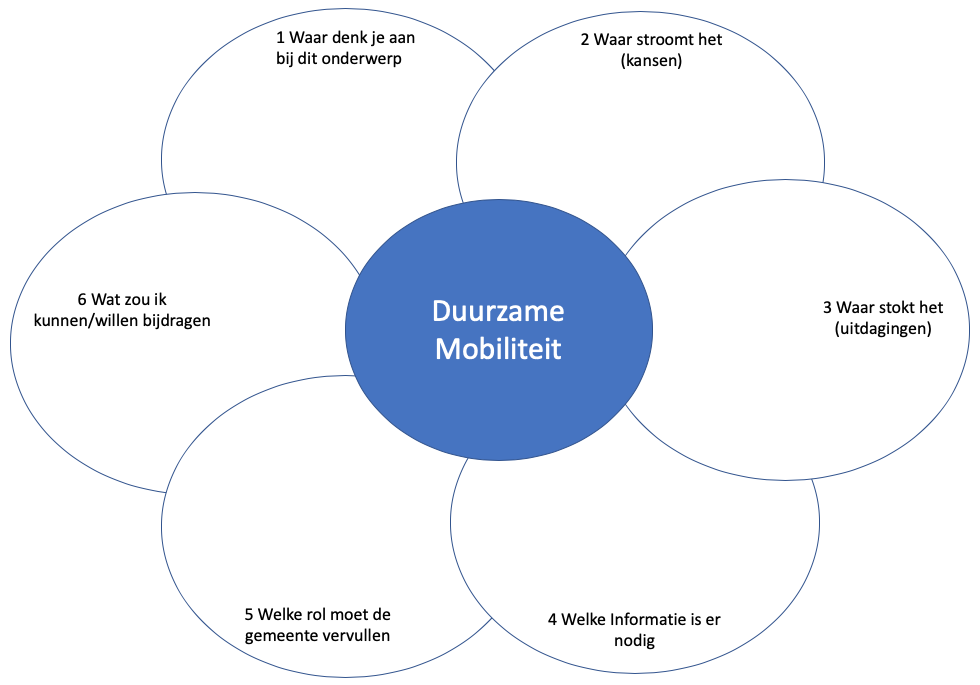 1 Waar denk je aan
bij dit onderwerp
2 Waar stroomt het
(kansen)
3 Waar stokt het
(uitdagingen)
4 Welke Informatie is er
nodig
5 Welke rol moet de
gemeente vervullen
6 Wat zou ik
kunnen/willen bijdragen
Duurzame
Mobiliteit